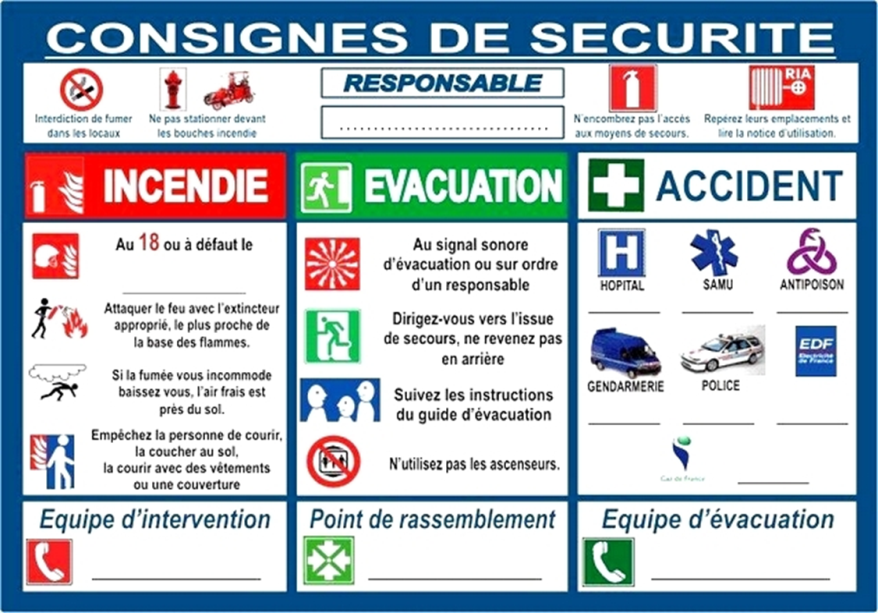 CONSIGNES DE SECURITE
Interdiction de fumer
dans les locaux
Ne pas stationner devant
les bouches incendie
RESPONSABLE
N'encombrez pas l'accès
aux moyens de secours.
RIA
Repérez leurs emplacements et
lire la notice d'utilisation.
INCENDIE
Au 18 ou à défaut le
Attaquer le feu avec l'extincteur
approprié, le plus proche de
la base des flammes.
Si la fumée vous incommode
baissez vous, l'air frais est
près du sol.
Empêchez la personne de courir,
la coucher au sol,
la courir avec des vêtements
ou une couverture
EVACUATION
Au signal sonore
d'évacuation ou sur ordre
d'un responsable
Dirigez-vous vers l'issue
de secours, ne revenez pas
en arrière
Suivez les instructions
du guide d'évacuation
N'utilisez pas les ascenseurs.
ACCIDENT
H
HOPITAL
SAMU
ANTIPOISON
GENDARMERIE
POLICE
EDF
Electricité
de France
Gaz de France
Equipe d'intervention
Point de rassemblement
Equipe d'évacuation